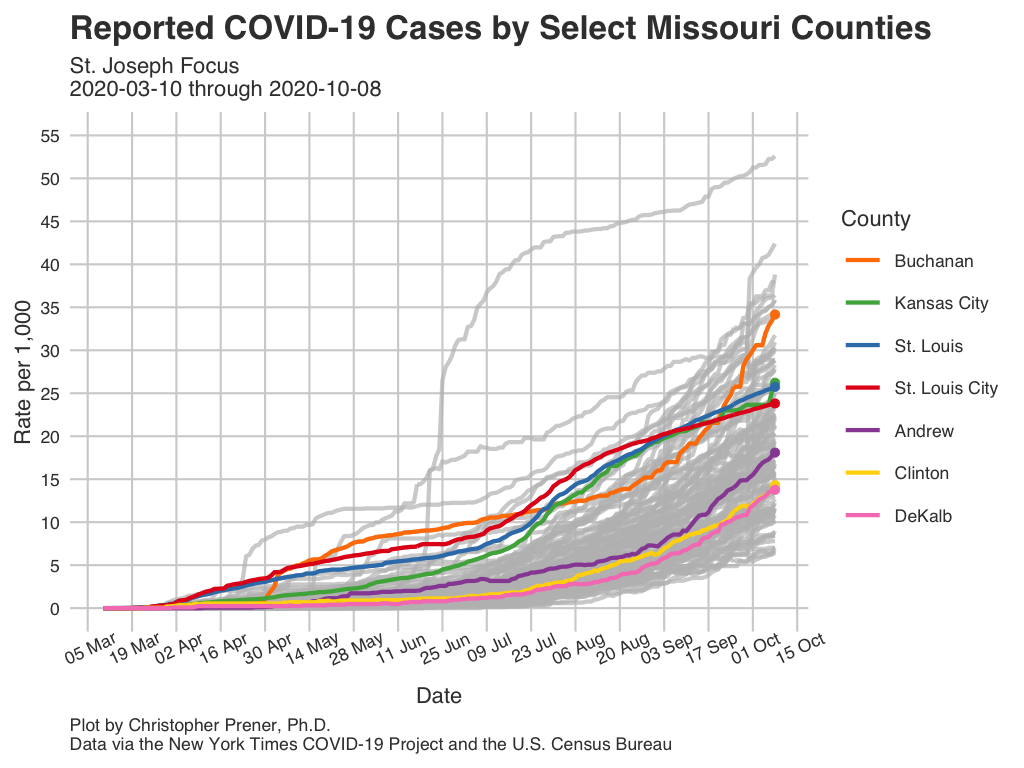 Reported COVID-19 Cases by Select Missouri Counties
St. Joseph Focus
2020-03-10 through 2020-10-08
55
50
45
40
35
30
25
20
15
10
5
0
Rate per 1,000
05 Mar
19 Mar
02 Apr
16 Apr
30 Apr
14 May
28 May
11 Jun
25 Jun
09 Jul
23 Jul
06 Aug
20 Aug
03 Sep
17 Sep
01 Oct
15 Oct
Date
County
Buchanan
Kansas City
St. Louis
St. Louis City
Andrew
Clinton
DeKalb
Plot by Christopher Prener, Ph.D.
Data via the New York Times COVID-19 Project and the U.S. Census Bureau